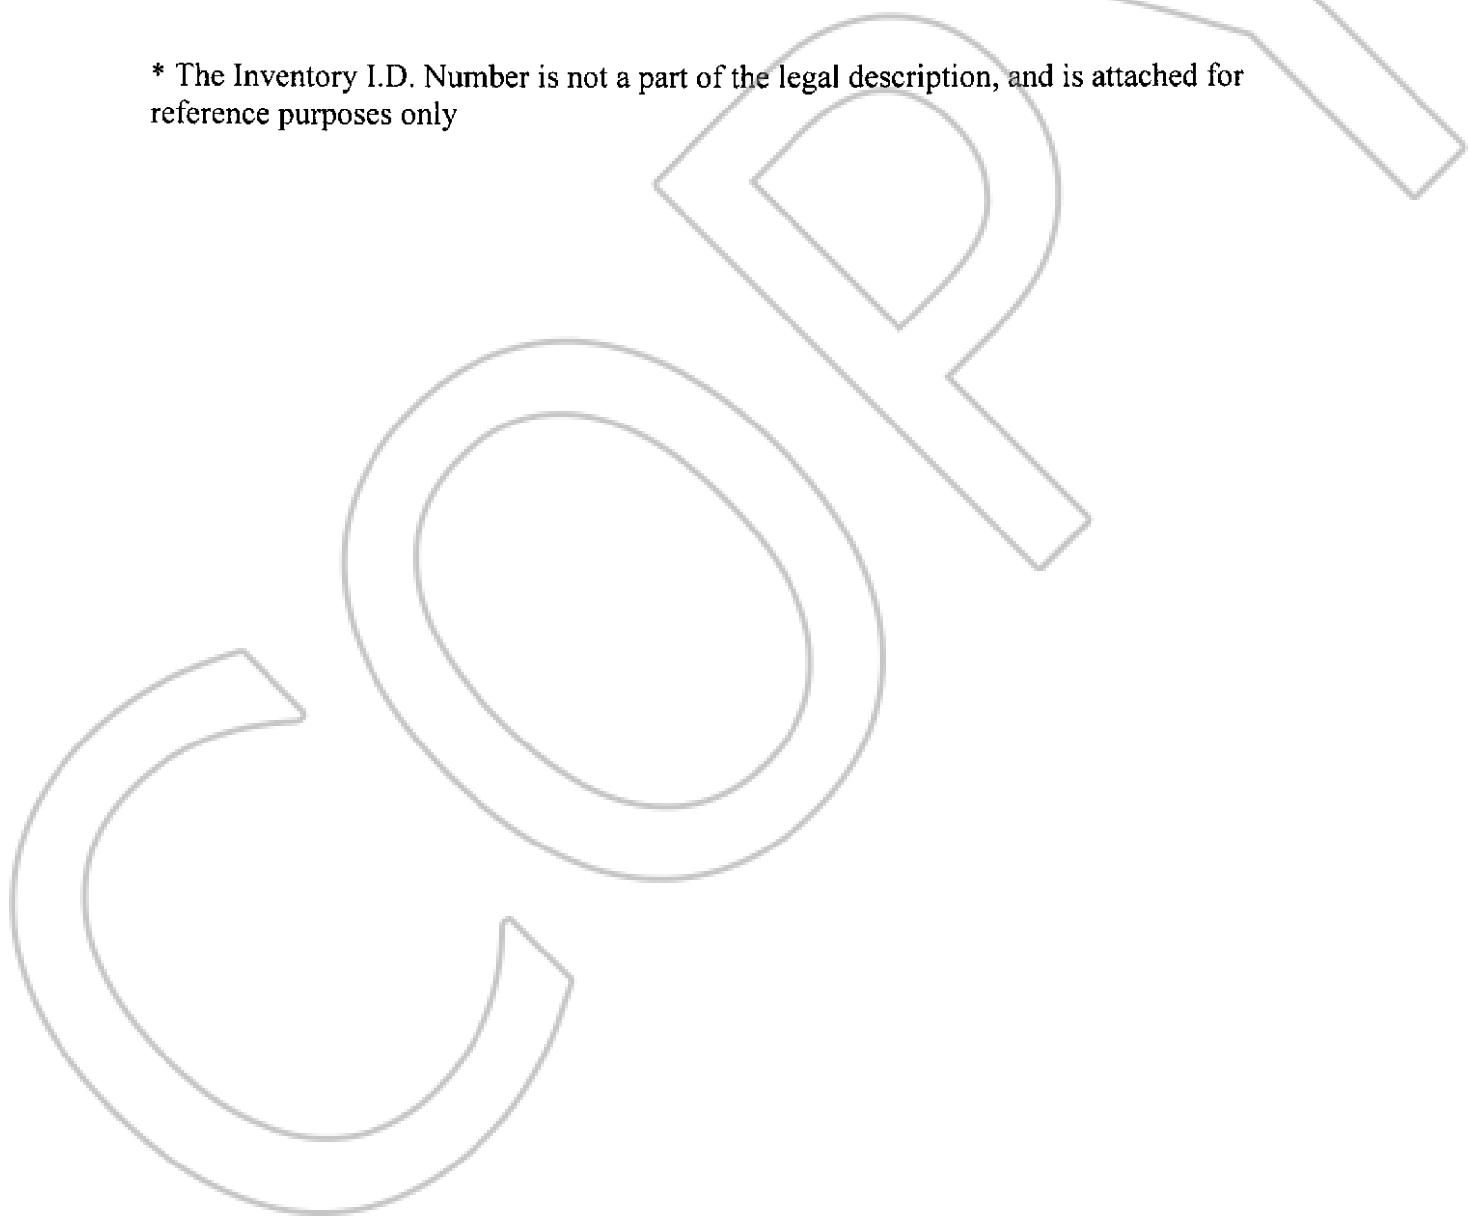 * The Inventory I.D. Number is not a part of the legal description, and is attached for
reference purposes only
COPY